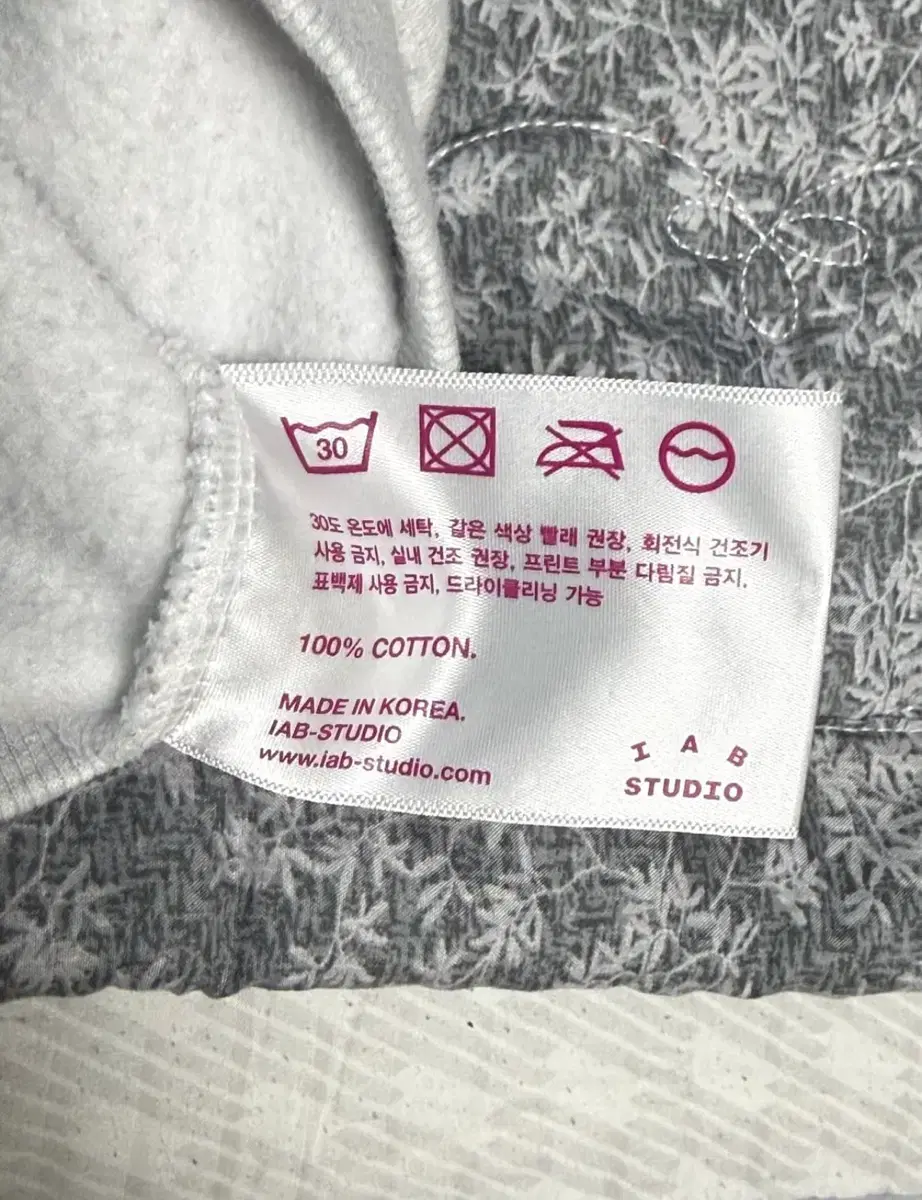 30
30도 온도에 세탁, 같은 색상 빨래 권장, 회전식 건조기
사용 금지, 실내 건조 권장, 프린트 부분 다림질 금지.
표백제 사용 금지, 드라이클리닝 가능
100% COTTON.
MADE IN KOREA.
IAB-STUDIO
www.iab-studio.com
I A B
STUDIO